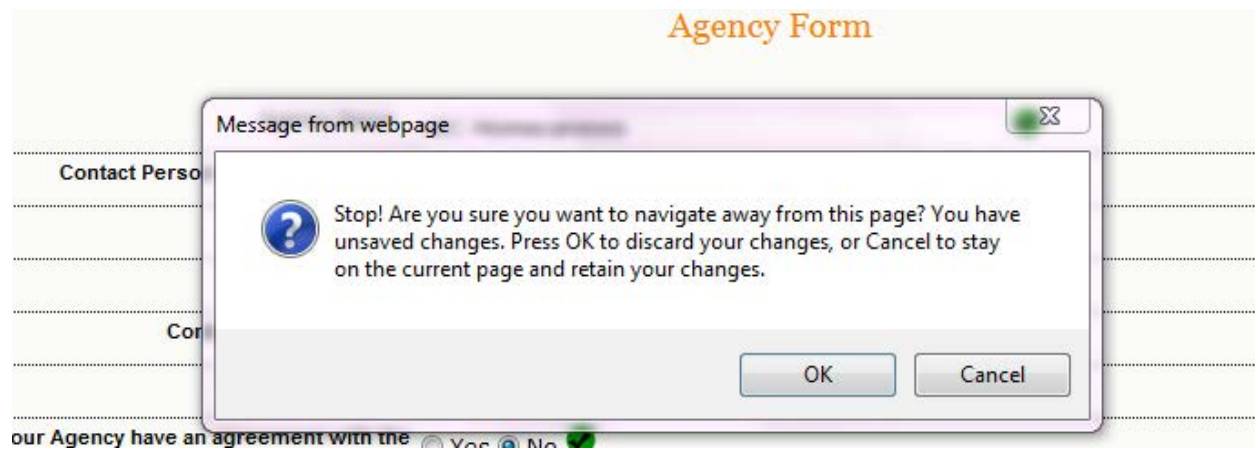 Agency Form
Message from webpage
Contact Perso
Stop! Are you sure you want to navigate away from this page? You have
unsaved changes. Press OK to discard your changes, or Cancel to stay
on the current page and retain your changes.
Cor
OK Cancel
our Agency have an agreement with the Yes No